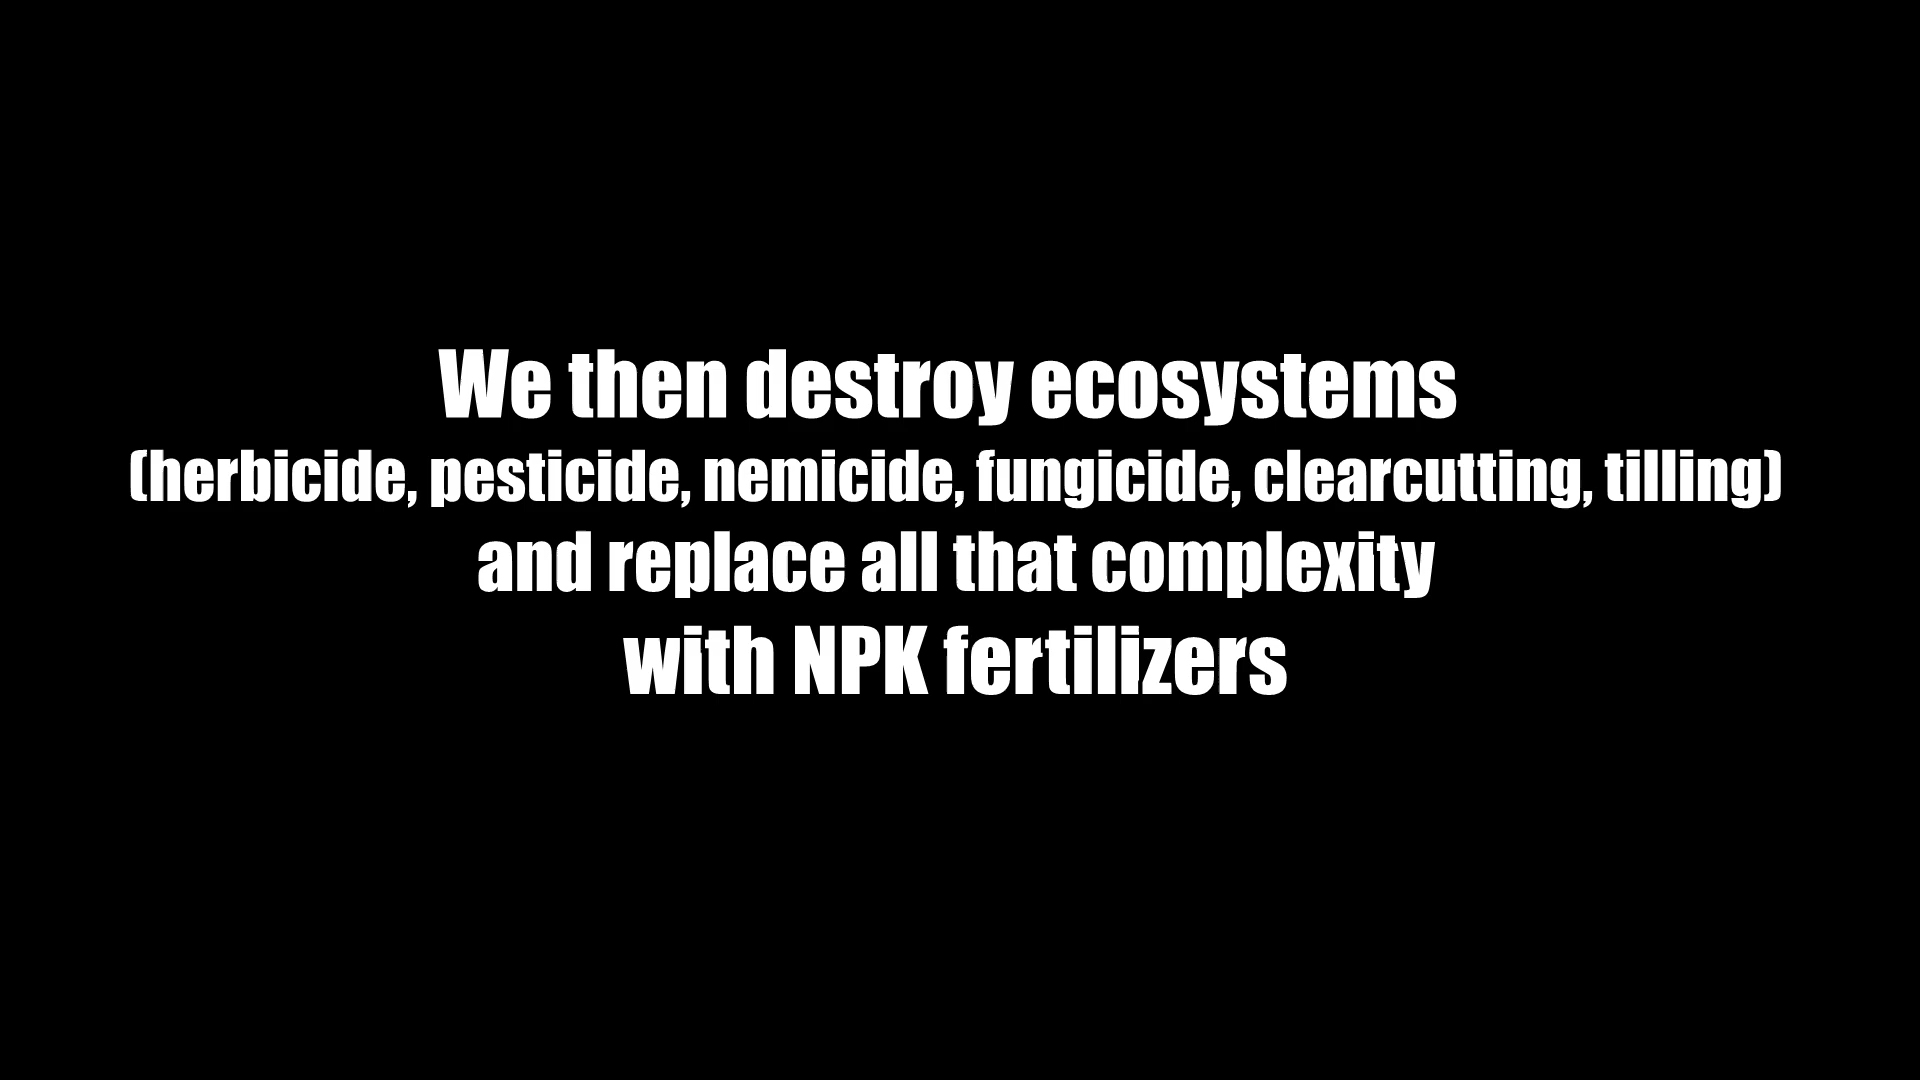 We then destroy ecosystems
(herbicide, pesticide, nemicide, fungicide, clearcutting, tilling)
and replace all that complexity
with NPK fertilizers